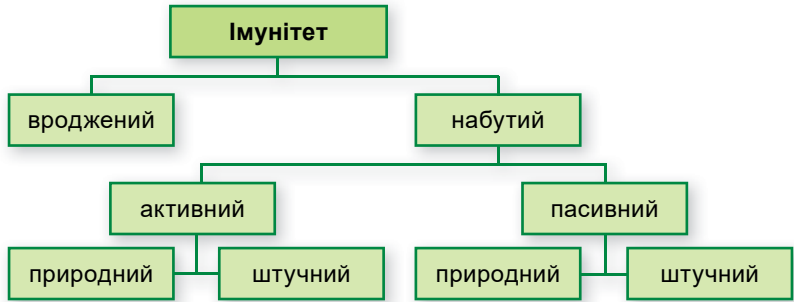 Імунітет
вроджений
набутий
активний
пасивний
природний
штучний
природний
штучний